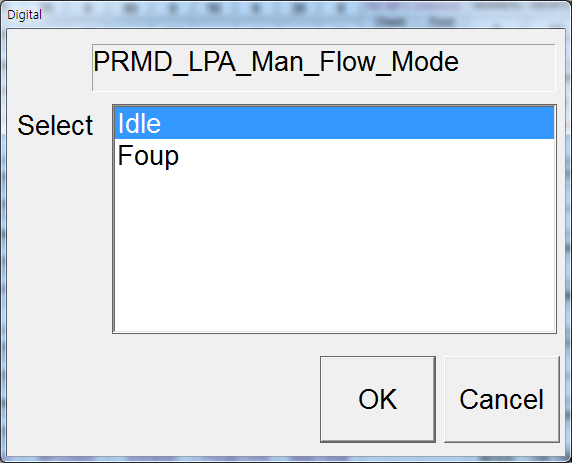 Digital
PRMD_LPA_Man_Flow_Mode
Select
Idle
Foup
OK
Cancel